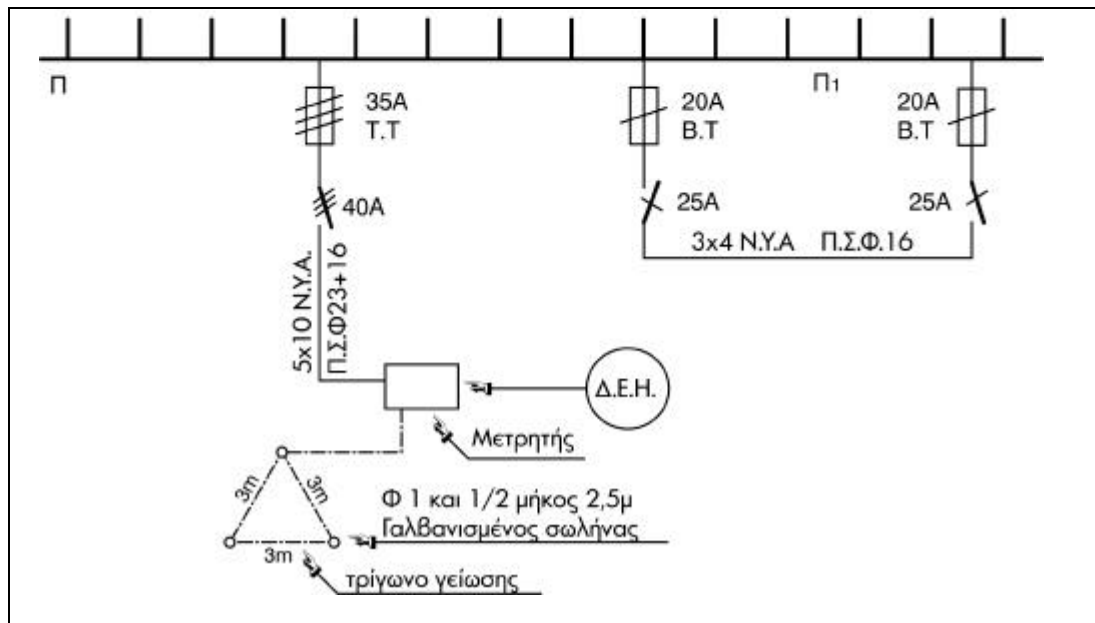 Π
35A
Τ.Τ
40A
5x10 Ν.Υ.Α.
Π.Σ.Φ23+16
20A
Β.Τ
25A
Π1
20A
Β.Τ
25A
3x4 Ν.Υ.Α Π.Σ.Φ.16
Δ.Ε.Η.
Μετρητής
3m
3m
3m
Φ 1 και 1/2 μήκος 2,5μ
Γαλβανισμένος σωλήνας
τρίγωνο γείωσης